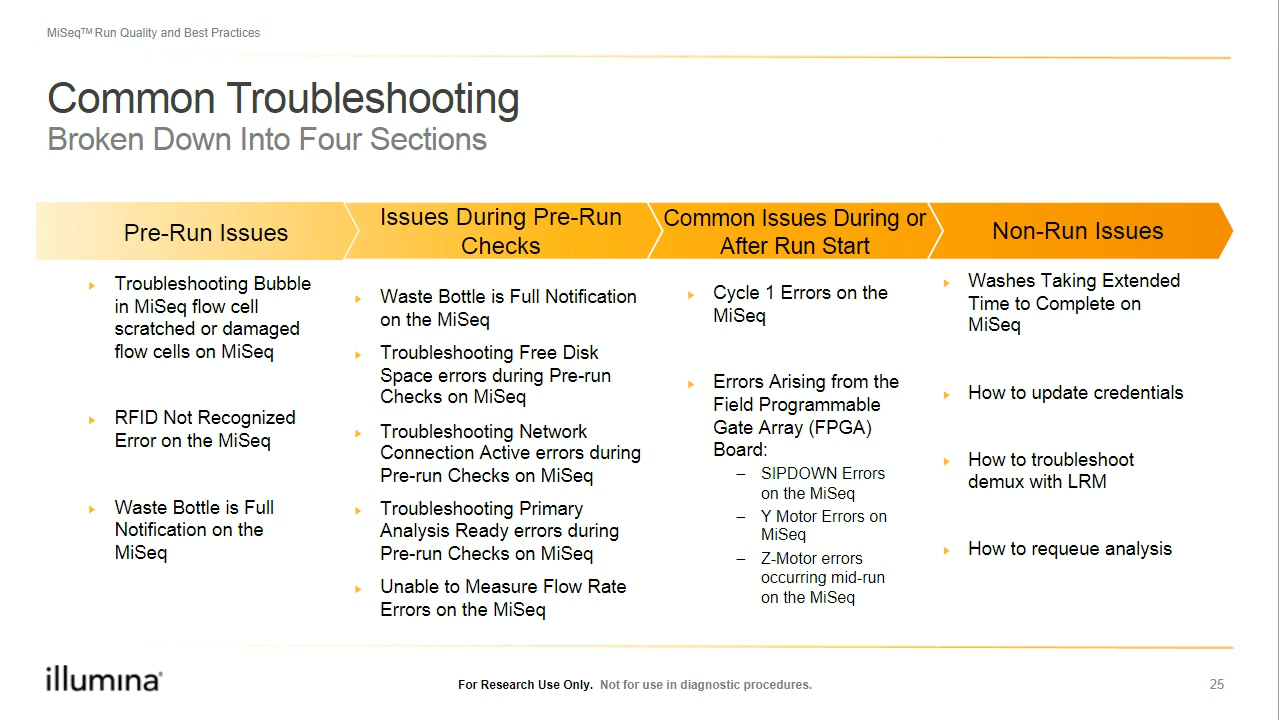 MiSeq™ Run Quality and Best Practices
Common Troubleshooting
Broken Down Into Four Sections
Pre-Run Issues
Troubleshooting Bubble
in MiSeq flow cell
scratched or damaged
flow cells on MiSeq
RFID Not Recognized
Error on the MiSeq
Waste Bottle is Full
Notification on the
MiSeq
Issues During Pre-Run
Checks
Waste Bottle is Full Notification
on the MiSeq
Troubleshooting Free Disk
Space errors during Pre-run
Checks on MiSeq
Troubleshooting Network
Connection Active errors during
Pre-run Checks on MiSeq
Troubleshooting Primary
Analysis Ready errors during
Pre-run Checks on MiSeq
Unable to Measure Flow Rate
Errors on the MiSeq
Common Issues During or
After Run Start
Cycle 1 Errors on the
MiSeq
Errors Arising from the
Field Programmable
Gate Array (FPGA)
Board:
– SIPDOWN Errors
on the MiSeq
– Y Motor Errors on
MiSeq
– Z-Motor errors
occurring mid-run
on the MiSeq
Non-Run Issues
Washes Taking Extended
Time to Complete on
MiSeq
How to update credentials
How to troubleshoot
demux with LRM
How to requeue analysis
illumina®
For Research Use Only. Not for use in diagnostic procedures.
25